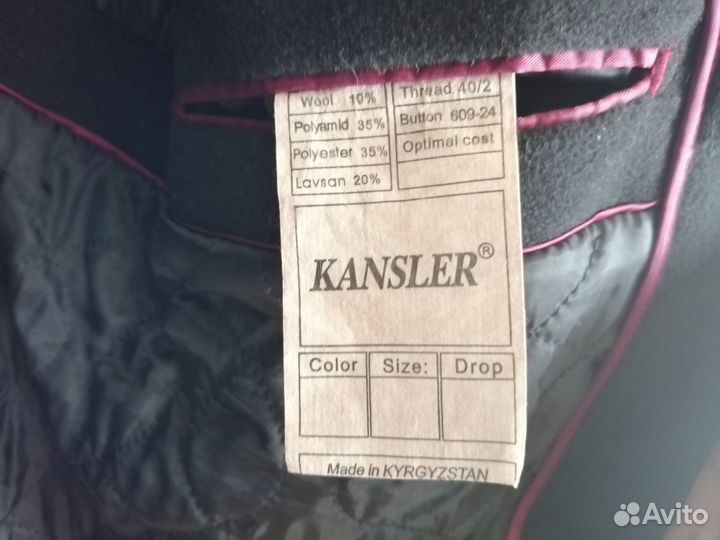 Wool 10%
Polyamid 35%
Polyester 35%
Lavsan 20%
Thread 40/2
Button 609-24
Optimal cost
KANSLER®
Color Size: Drop
Made in KYRGYZSTAN
Avito